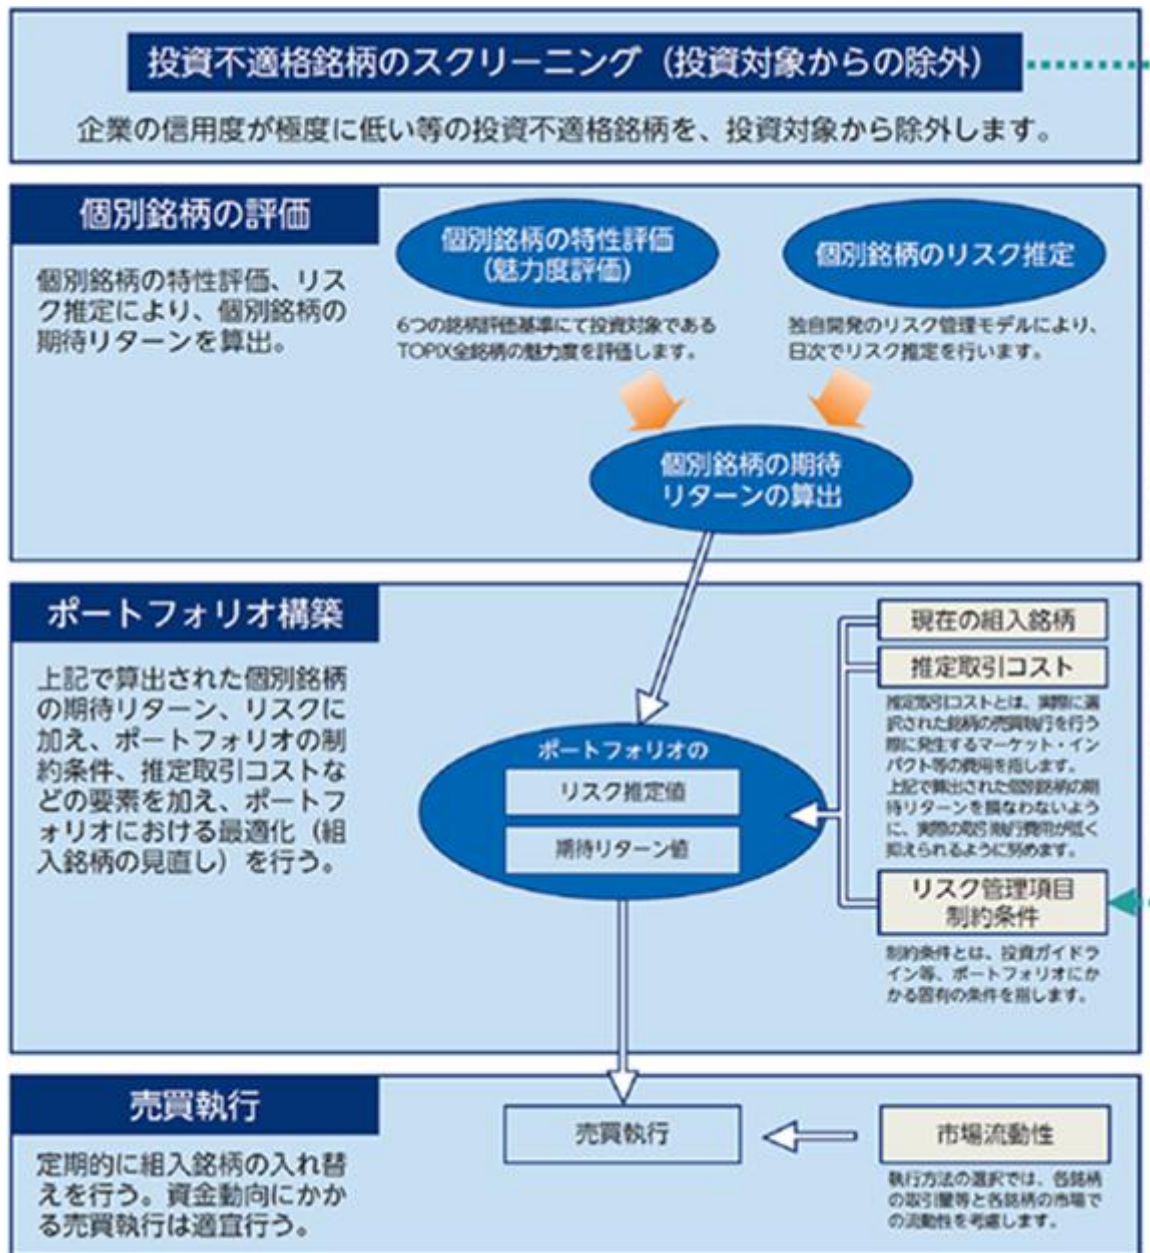 投資不適格銘柄のスクリーニング（投資対象からの除外）
企業の信用度が極度に低い等の投資不適格銘柄を、投資対象から除外します。
個別銘柄の評価
個別銘柄の特性評価、リス
ク推定により、個別銘柄の
期待リターンを算出。
個別銘柄の特性評価
（魅力度評価）
6つの銘柄評価基準にて投資対象である
TOPIX全銘柄の魅力度を評価します。
個別銘柄のリスク推定
独自開発のリスク管理モデルにより、
日次でリスク推定を行います。
個別銘柄の期待
リターンの算出
ポートフォリオ構築
上記で算出された個別銘柄
の期待リターン、リスクに
加え、ポートフォリオの制
約条件、推定取引コストな
どの要素を加え、ポートフ
ォリオにおける最適化（組
入銘柄の見直し）を行う。
ポートフォリオの
リスク推定値
期待リターン値
現在の組入銘柄
推定取引コスト
推定取引コストとは、実際に選
択された銘柄の売買執行を行う
際に発生するマーケット・イン
パクト等の費用を指します。
上記で算出された個別銘柄の期
待リターンを損なわないよう
に、実際の取引執行費用が低く
抑えられるように努めます。
リスク管理項目
制約条件
制約条件とは、投資ガイドラ
イン等、ポートフォリオにか
かる固有の条件を指します。
売買執行
定期的に組入銘柄の入れ替
えを行う。資金動向にかか
る売買執行は適宜行う。
売買執行
市場流動性
執行方法の選択では、各銘柄
の取引量等と各銘柄の市場で
の流動性を考慮します。